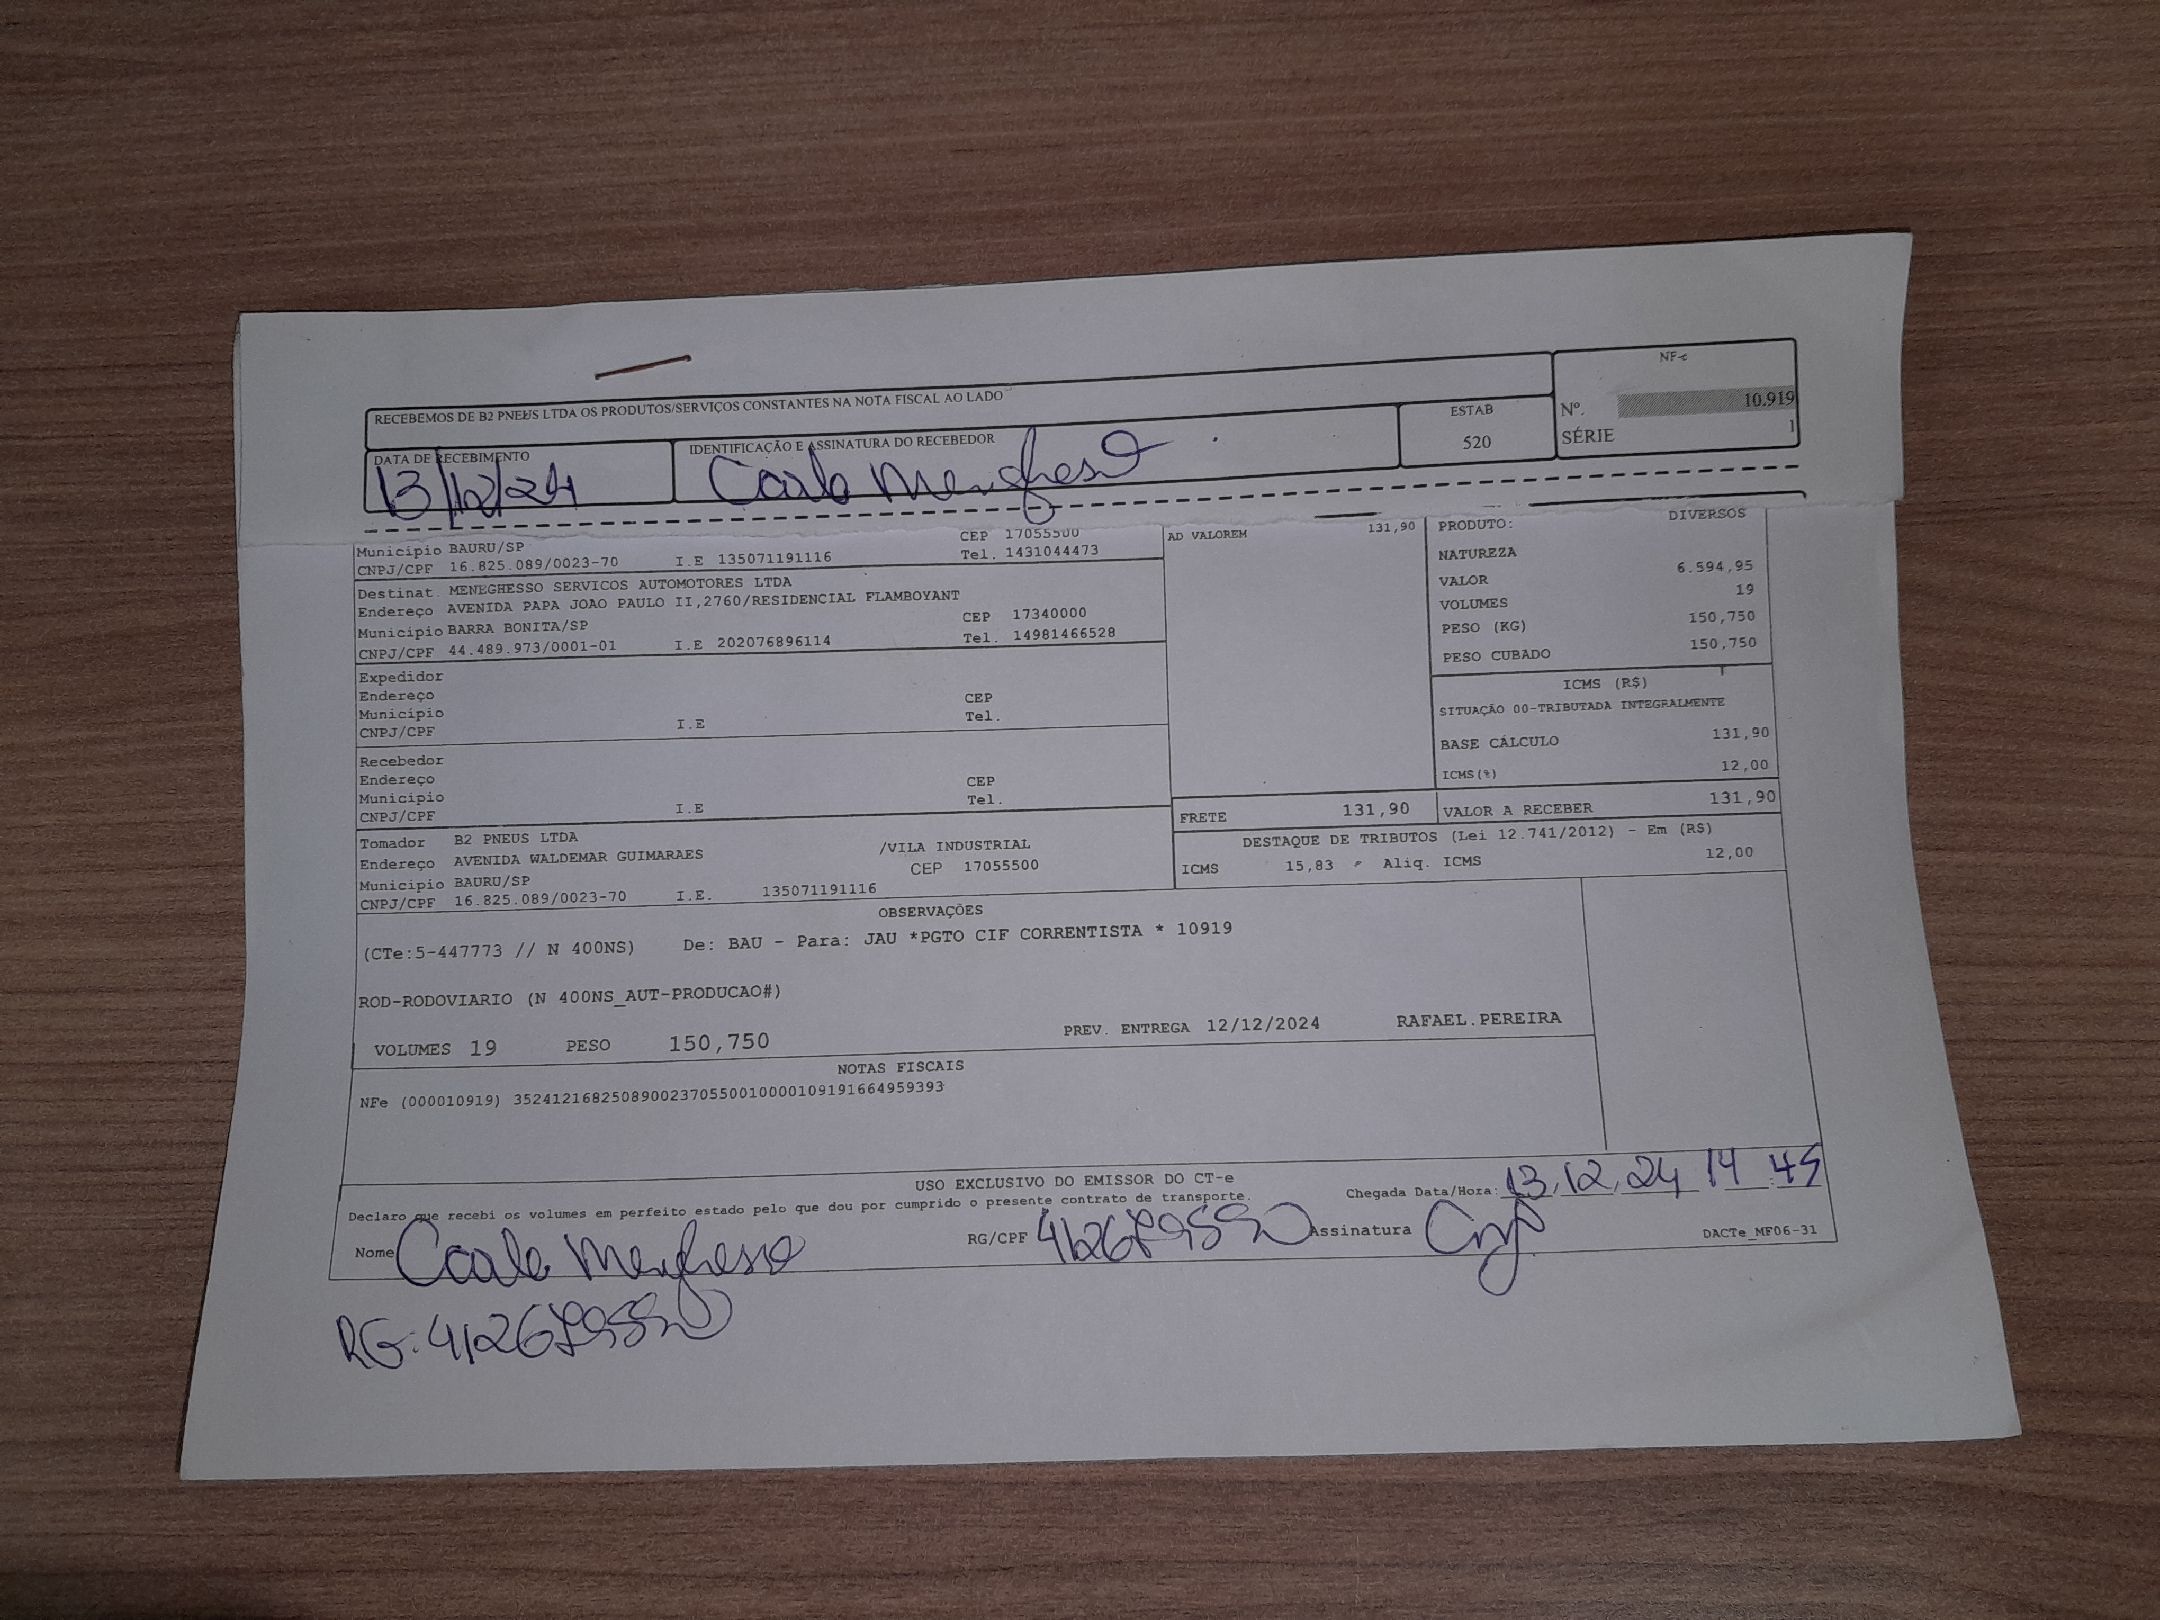 RECEBEMOS DE B2 PNEUS LTDA OS PRODUTOS/SERVIÇOS CONSTANTES NA NOTA FISCAL AO LADO
NF-e
Nº. 10.919
SÉRIE 1
ESTAB
520
DATA DE RECEBIMENTO
13/12/24
IDENTIFICAÇÃO E ASSINATURA DO RECEBEDOR
Município BAURU/SP CEP 17055500
CNPJ/CPF 16.825.089/0023-70 I.E 135071191116 Tel. 1431044473
Destinat. MENEGHESSO SERVICOS AUTOMOTORES LTDA
Endereço AVENIDA PAPA JOAO PAULO II,2760/RESIDENCIAL FLAMBOYANT
Município BARRA BONITA/SP CEP 17340000
CNPJ/CPF 44.489.973/0001-01 I.E 202076896114 Tel. 14981466528
Expedidor
Endereço CEP
Município Tel.
CNPJ/CPF I.E
Recebedor
Endereço CEP
Município Tel.
CNPJ/CPF I.E
Tomador B2 PNEUS LTDA
Endereço AVENIDA WALDEMAR GUIMARAES /VILA INDUSTRIAL
Município BAURU/SP CEP 17055500
CNPJ/CPF 16.825.089/0023-70 I.E. 135071191116
AD VALOREM 131,90
FRETE 131,90
PRODUTO: DIVERSOS
NATUREZA
VALOR 6.594,95
VOLUMES 19
PESO (KG) 150,750
PESO CUBADO 150,750
ICMS (R$)
SITUAÇÃO 00-TRIBUTADA INTEGRALMENTE
BASE CÁLCULO 131,90
ICMS(%) 12,00
VALOR A RECEBER 131,90
DESTAQUE DE TRIBUTOS (Lei 12.741/2012) - Em (R$)
ICMS 15,83 Aliq. ICMS 12,00
OBSERVAÇÕES
(CTe:5-447773 // N 400NS) De: BAU - Para: JAU *PGTO CIF CORRENTISTA * 10919
ROD-RODOVIARIO (N 400NS_AUT-PRODUCAO#)
VOLUMES 19 PESO 150,750 PREV. ENTREGA 12/12/2024 RAFAEL.PEREIRA
NOTAS FISCAIS
NFe (000010919) 35241216825089002370550010000109191664959393
USO EXCLUSIVO DO EMISSOR DO CT-e
Declaro que recebi os volumes em perfeito estado pelo que dou por cumprido o presente contrato de transporte.
Chegada Data/Hora: 13,12,24 14:45
Nome
RG/CPF
Assinatura
DACTe_MF06-31
RG: